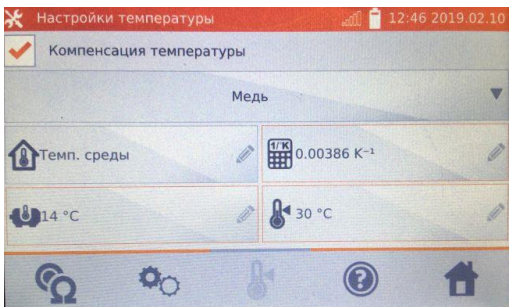 Настройки температуры 12:46 2019.02.10
Компенсация температуры
Медь
Темп. среды
1/K 0.00386 K⁻¹
14 °C
30 °C
Ω
?